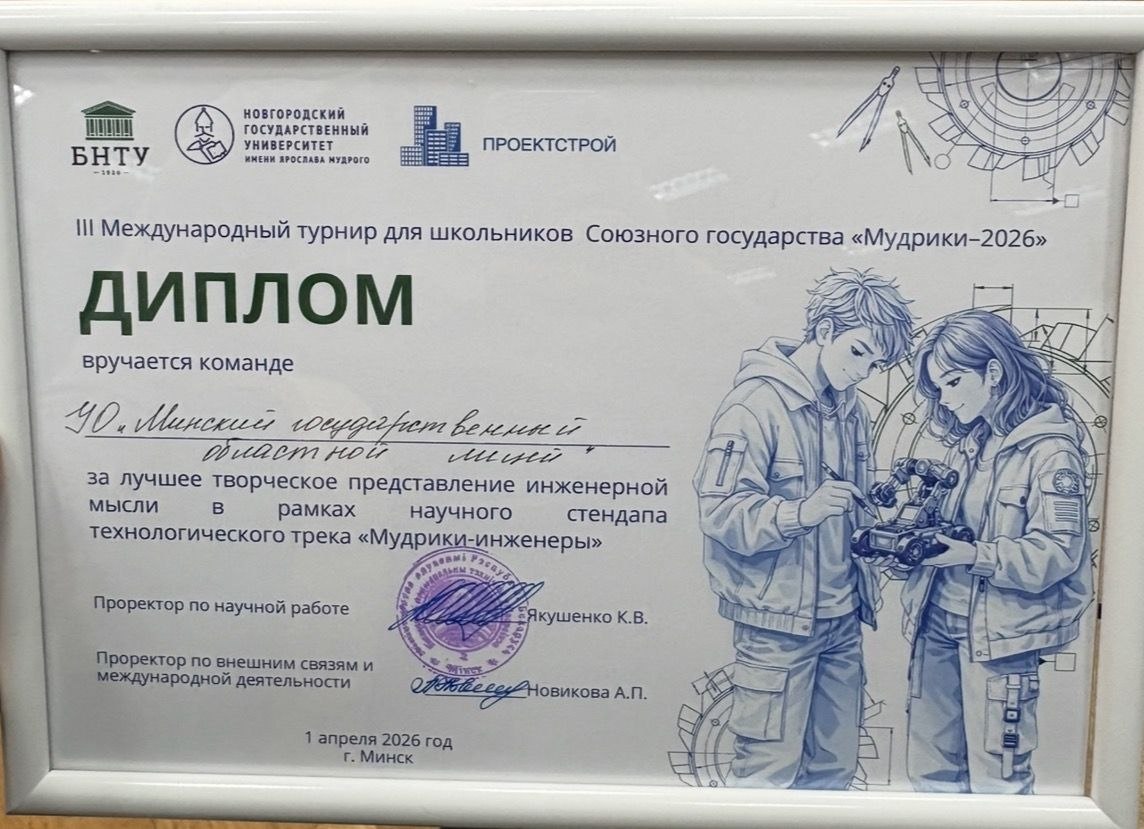 БНТУ
1920
НОВГОРОДСКИЙ
ГОСУДАРСТВЕННЫЙ
УНИВЕРСИТЕТ
ИМЕНИ ЯРОСЛАВА МУДРОГО
ПРОЕКТСТРОЙ
III Международный турнир для школьников Союзного государства «Мудрики–2026»
ДИПЛОМ
вручается команде
УО „Минский государственный
областной лицей"
за лучшее творческое представление инженерной
мысли в рамках научного стендапа
технологического трека «Мудрики-инженеры»
Проректор по научной работе
Якушенко К.В.
Проректор по внешним связям и
международной деятельности
Новикова А.П.
1 апреля 2026 год
г. Минск